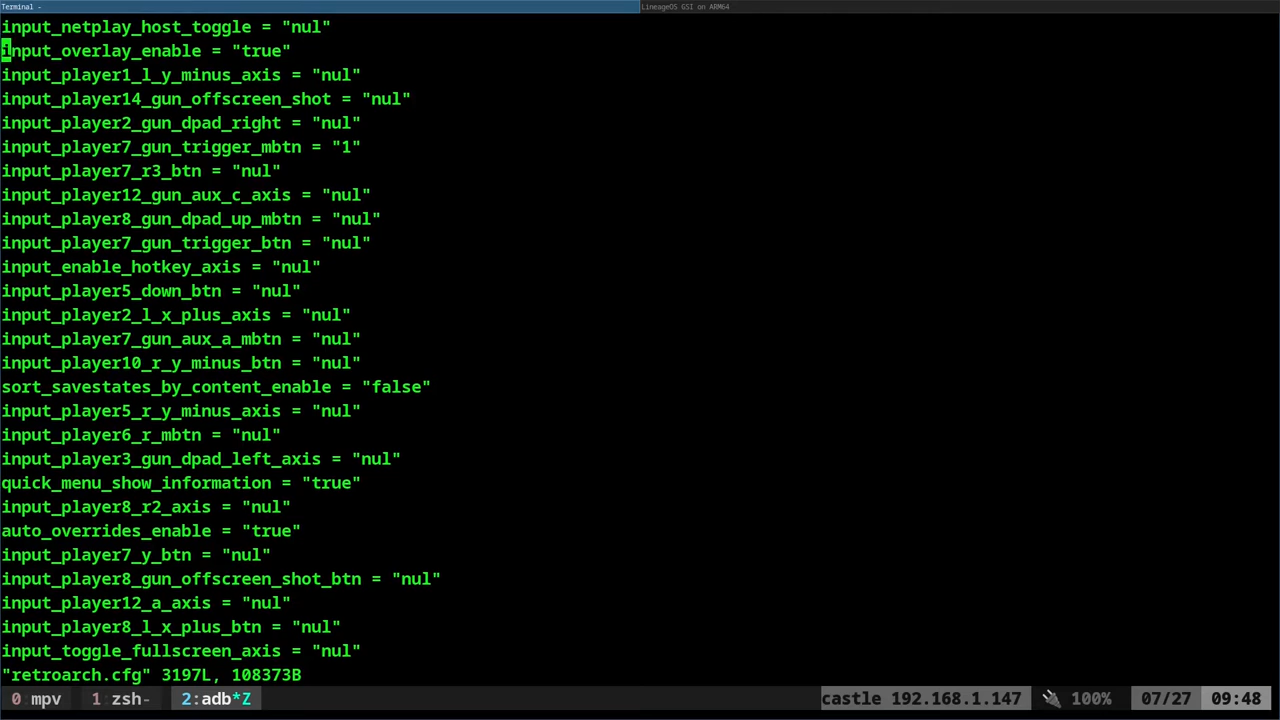 Terminal -
LineageOS GSI on ARM64
input_netplay_host_toggle = "nul"
input_overlay_enable = "true"
input_player1_l_y_minus_axis = "nul"
input_player14_gun_offscreen_shot = "nul"
input_player2_gun_dpad_right = "nul"
input_player7_gun_trigger_mbtn = "1"
input_player7_r3_btn = "nul"
input_player12_gun_aux_c_axis = "nul"
input_player8_gun_dpad_up_mbtn = "nul"
input_player7_gun_trigger_btn = "nul"
input_enable_hotkey_axis = "nul"
input_player5_down_btn = "nul"
input_player2_l_x_plus_axis = "nul"
input_player7_gun_aux_a_mbtn = "nul"
input_player10_r_y_minus_btn = "nul"
sort_savestates_by_content_enable = "false"
input_player5_r_y_minus_axis = "nul"
input_player6_r_mbtn = "nul"
input_player3_gun_dpad_left_axis = "nul"
quick_menu_show_information = "true"
input_player8_r2_axis = "nul"
auto_overrides_enable = "true"
input_player7_y_btn = "nul"
input_player8_gun_offscreen_shot_btn = "nul"
input_player12_a_axis = "nul"
input_player8_l_x_plus_btn = "nul"
input_toggle_fullscreen_axis = "nul"
"retroarch.cfg" 3197L, 108373B
0 mpv 1 zsh- 2:adb*Z castle 192.168.1.147 100% 07/27 09:48